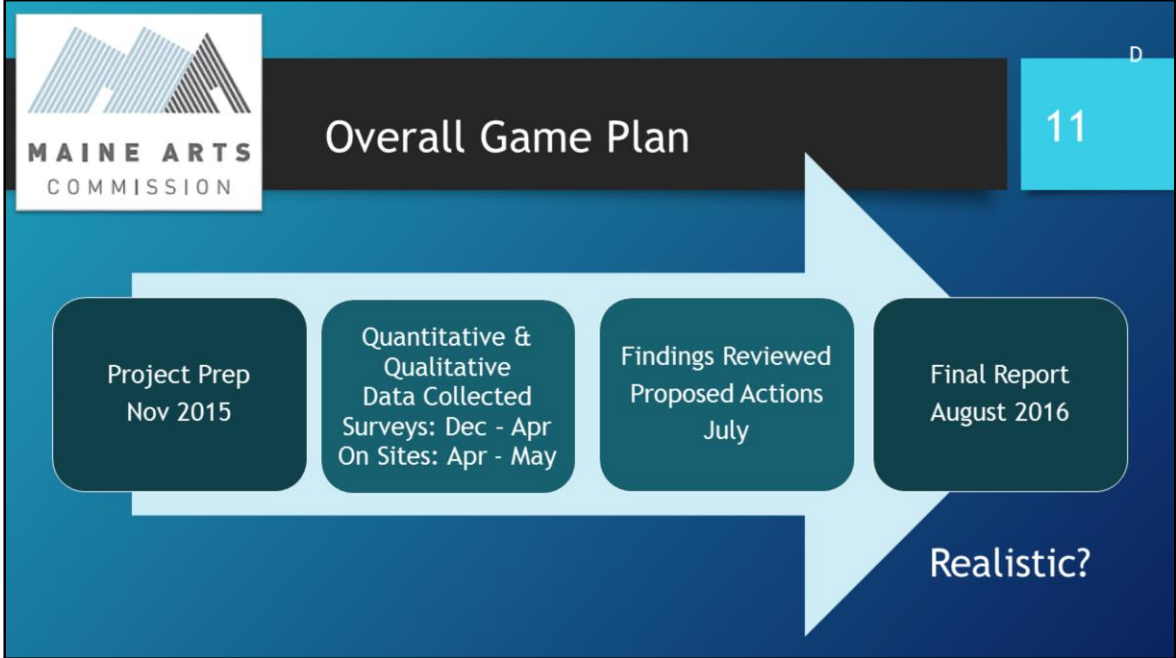 D
MAINE ARTS
COMMISSION
Overall Game Plan
11
Project Prep
Nov 2015
Quantitative &
Qualitative
Data Collected
Surveys: Dec - Apr
On Sites: Apr - May
Findings Reviewed
Proposed Actions
July
Final Report
August 2016
Realistic?